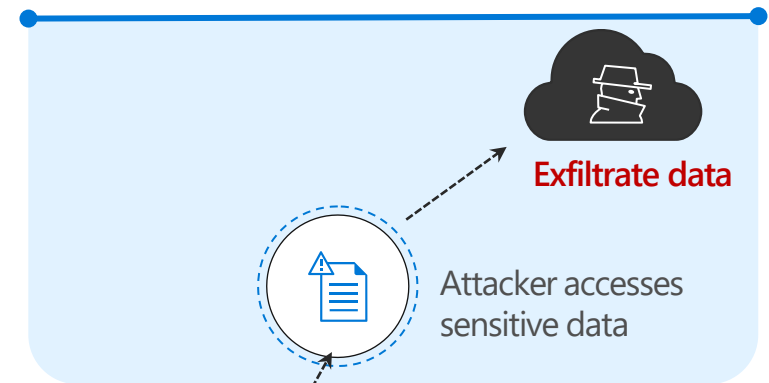 Exfiltrate data
Attacker accesses
sensitive data